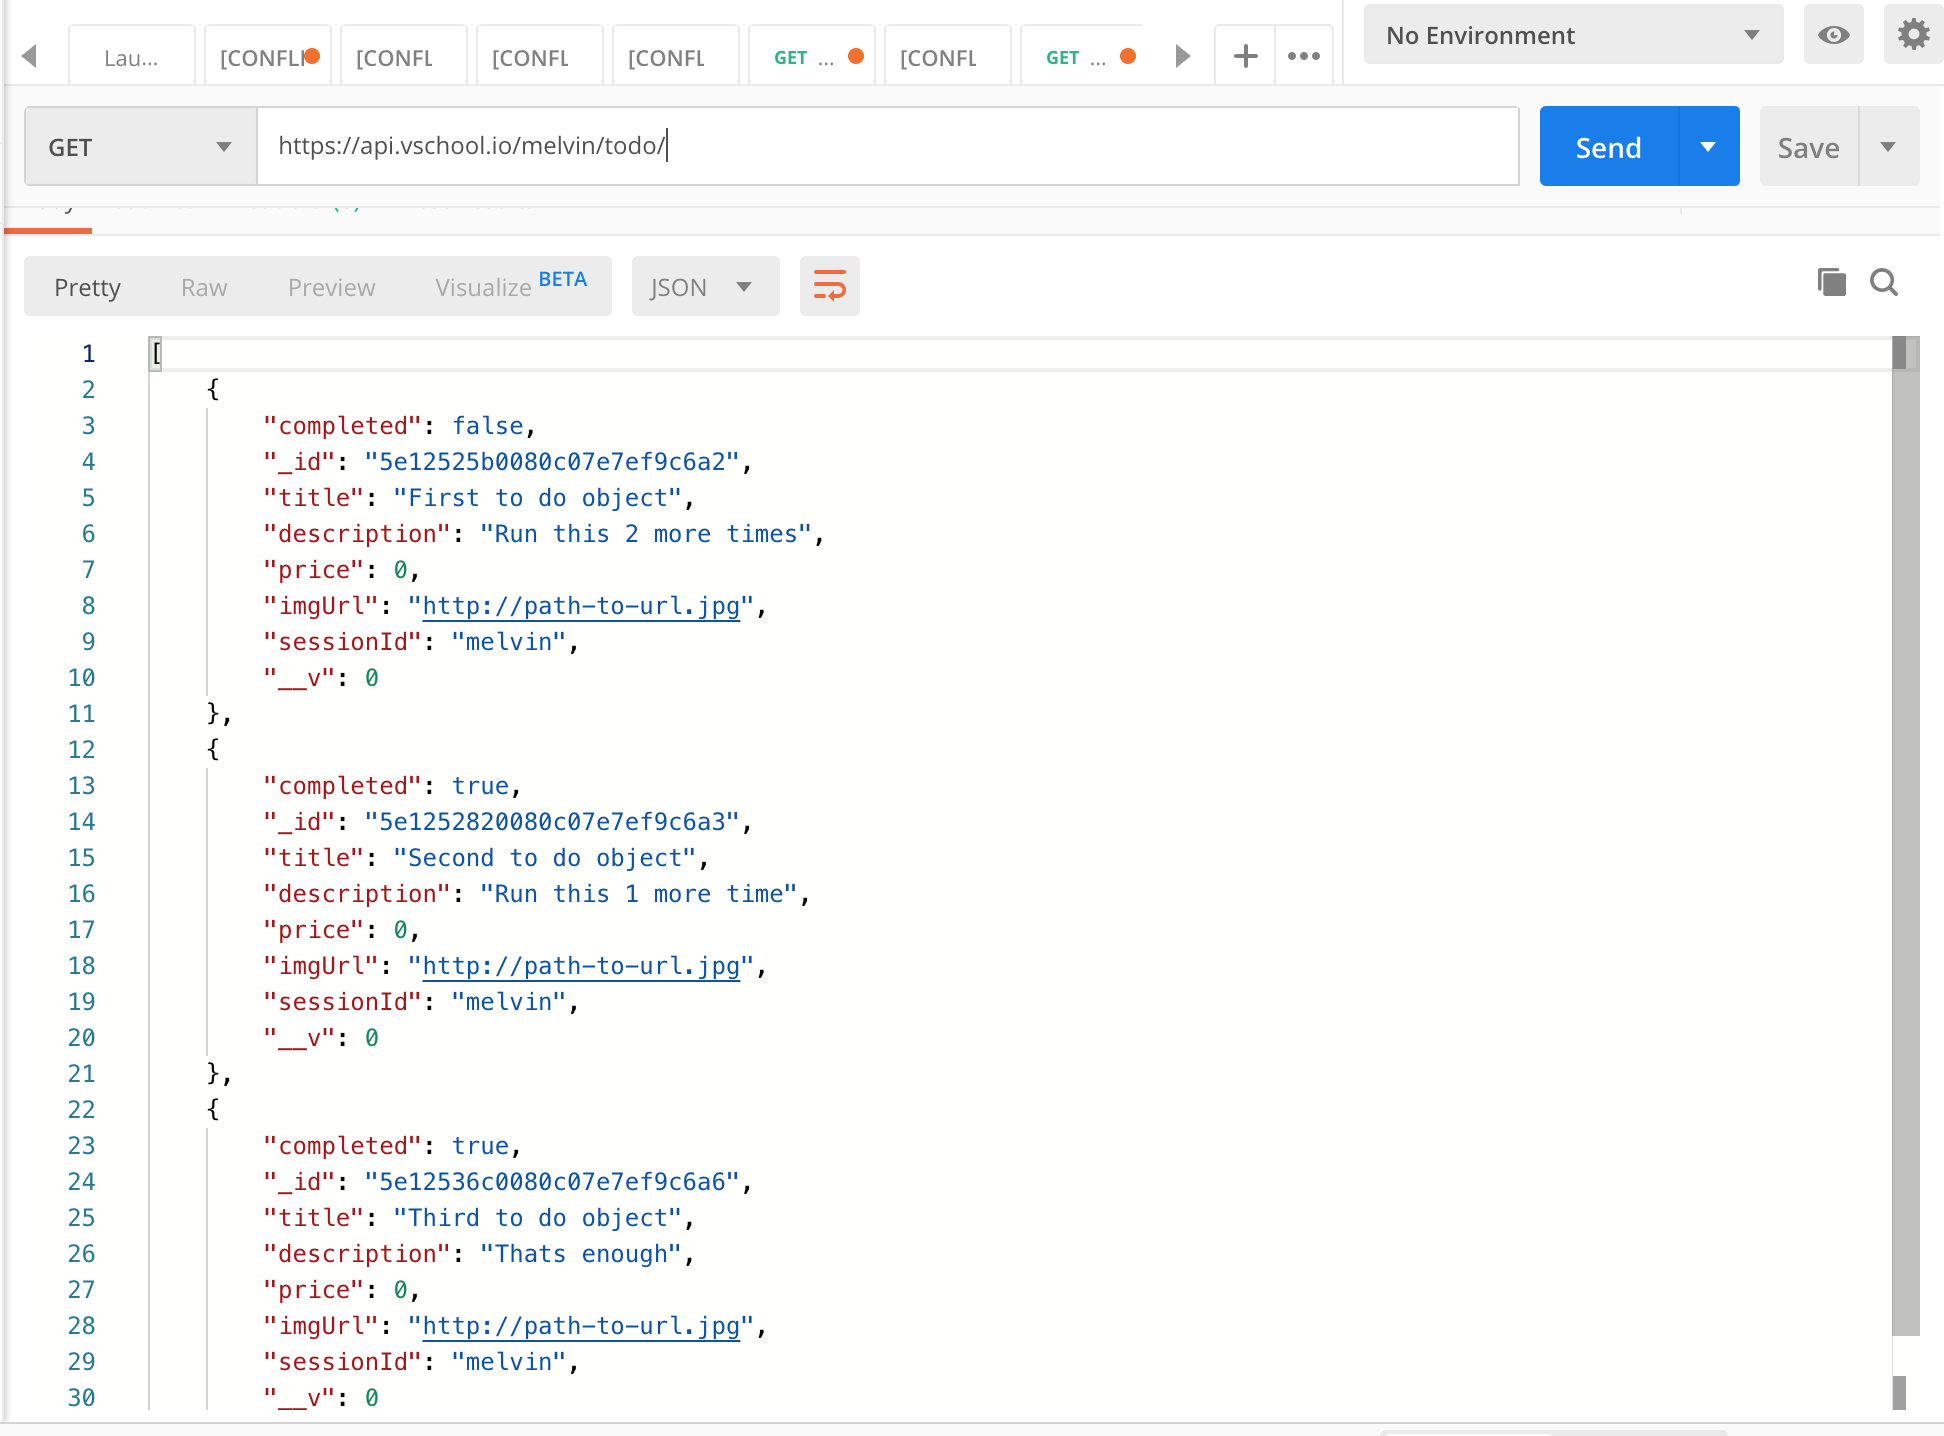 Lau... [CONFLI [CONFL [CONFL [CONFL GET ... [CONFL GET ... No Environment
GET https://api.vschool.io/melvin/todo/ Send Save
Pretty Raw Preview Visualize BETA JSON
1 [
2 {
3 "completed": false,
4 "_id": "5e12525b0080c07e7ef9c6a2",
5 "title": "First to do object",
6 "description": "Run this 2 more times",
7 "price": 0,
8 "imgUrl": "http://path-to-url.jpg",
9 "sessionId": "melvin",
10 "__v": 0
11 },
12 {
13 "completed": true,
14 "_id": "5e1252820080c07e7ef9c6a3",
15 "title": "Second to do object",
16 "description": "Run this 1 more time",
17 "price": 0,
18 "imgUrl": "http://path-to-url.jpg",
19 "sessionId": "melvin",
20 "__v": 0
21 },
22 {
23 "completed": true,
24 "_id": "5e12536c0080c07e7ef9c6a6",
25 "title": "Third to do object",
26 "description": "Thats enough",
27 "price": 0,
28 "imgUrl": "http://path-to-url.jpg",
29 "sessionId": "melvin",
30 "__v": 0